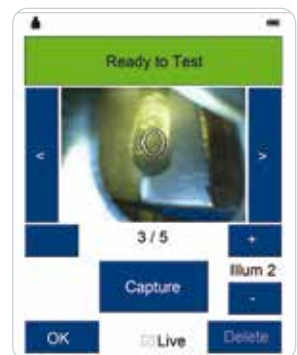 Ready to Test
<
>
3 / 5
+
Illum 2
Capture
-
OK
Live
Delete